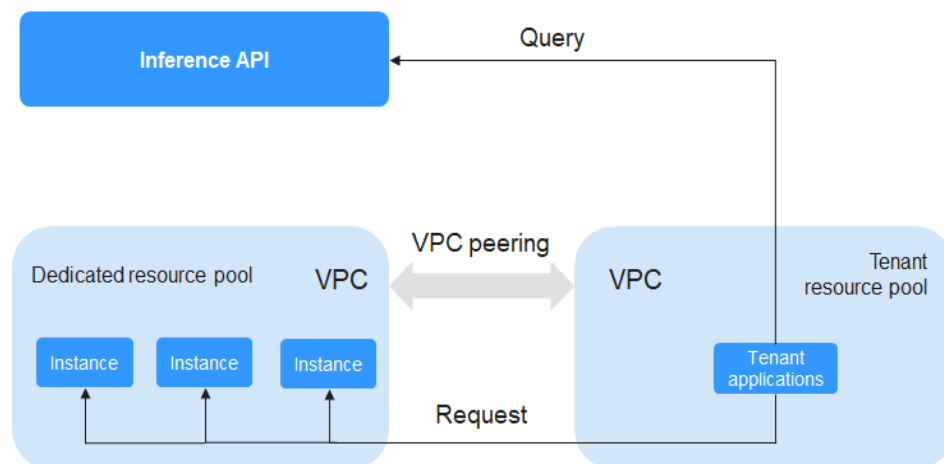 Query
Inference API
VPC peering
Dedicated resource pool
VPC
VPC
Tenant
resource pool
Instance
Instance
Instance
Tenant
applications
Request